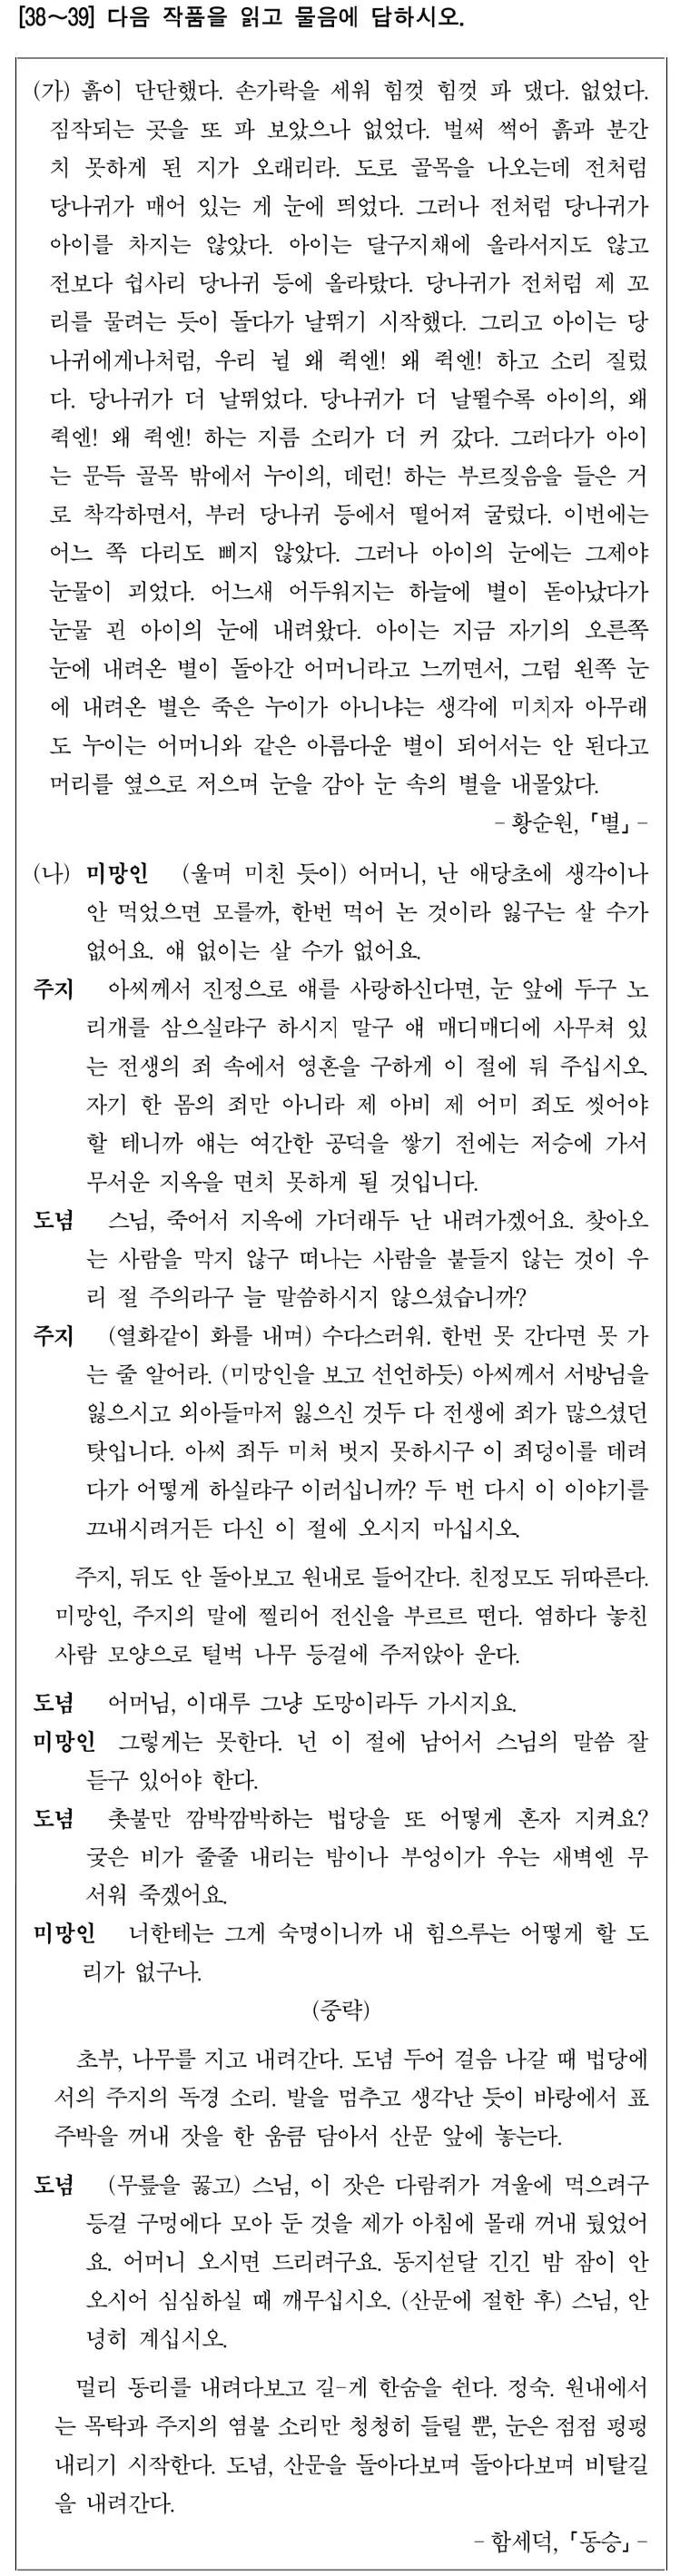 [38～39] 다음 작품을 읽고 물음에 답하시오.
(가) 흙이 단단했다. 손가락을 세워 힘껏 힘껏 파 댔다. 없었다.
짐작되는 곳을 또 파 보았으나 없었다. 벌써 썩어 흙과 분간
치 못하게 된 지가 오래리라. 도로 골목을 나오는데 전처럼
당나귀가 매어 있는 게 눈에 띄었다. 그러나 전처럼 당나귀가
아이를 차지는 않았다. 아이는 달구지채에 올라서지도 않고
전보다 쉽사리 당나귀 등에 올라탔다. 당나귀가 전처럼 제 꼬
리를 물려는 듯이 돌다가 날뛰기 시작했다. 그리고 아이는 당
나귀에게나처럼, 우리 뉠 왜 쥑엔! 왜 쥑엔! 하고 소리 질렀
다. 당나귀가 더 날뛰었다. 당나귀가 더 날뛸수록 아이의, 왜
쥑엔! 왜 쥑엔! 하는 지름 소리가 더 커 갔다. 그러다가 아이
는 문득 골목 밖에서 누이의, 데런! 하는 부르짖음을 들은 거
로 착각하면서, 부러 당나귀 등에서 떨어져 굴렀다. 이번에는
어느 쪽 다리도 삐지 않았다. 그러나 아이의 눈에는 그제야
눈물이 괴었다. 어느새 어두워지는 하늘에 별이 돋아났다가
눈물 괸 아이의 눈에 내려왔다. 아이는 지금 자기의 오른쪽
눈에 내려온 별이 돌아간 어머니라고 느끼면서, 그럼 왼쪽 눈
에 내려온 별은 죽은 누이가 아니냐는 생각에 미치자 아무래
도 누이는 어머니와 같은 아름다운 별이 되어서는 안 된다고
머리를 옆으로 저으며 눈을 감아 눈 속의 별을 내몰았다.
- 황순원, 「별」 -
(나) 미망인 (울며 미친 듯이) 어머니, 난 애당초에 생각이나
안 먹었으면 모를까, 한번 먹어 논 것이라 잃구는 살 수가
없어요. 얘 없이는 살 수가 없어요.
주지 아씨께서 진정으로 얘를 사랑하신다면, 눈 앞에 두구 노
리개를 삼으실랴구 하시지 말구 얘 매디매디에 사무쳐 있
는 전생의 죄 속에서 영혼을 구하게 이 절에 둬 주십시오.
자기 한 몸의 죄만 아니라 제 아비 제 어미 죄도 씻어야
할 테니까 얘는 여간한 공덕을 쌓기 전에는 저승에 가서
무서운 지옥을 면치 못하게 될 것입니다.
도념 스님, 죽어서 지옥에 가더래두 난 내려가겠어요. 찾아오
는 사람을 막지 않구 떠나는 사람을 붙들지 않는 것이 우
리 절 주의라구 늘 말씀하시지 않으셨습니까?
주지 (열화같이 화를 내며) 수다스러워. 한번 못 간다면 못 가
는 줄 알어라. (미망인을 보고 선언하듯) 아씨께서 서방님을
잃으시고 외아들마저 잃으신 것두 다 전생에 죄가 많으셨던
탓입니다. 아씨 죄두 미처 벗지 못하시구 이 죄덩이를 데려
다가 어떻게 하실랴구 이러십니까? 두 번 다시 이 이야기를
끄내시려거든 다신 이 절에 오시지 마십시오.
주지, 뒤도 안 돌아보고 원내로 들어간다. 친정모도 뒤따른다.
미망인, 주지의 말에 찔리어 전신을 부르르 떤다. 염하다 놓친
사람 모양으로 털벅 나무 등걸에 주저앉아 운다.
도념 어머님, 이대루 그냥 도망이라두 가시지요.
미망인 그렇게는 못한다. 넌 이 절에 남어서 스님의 말씀 잘
듣구 있어야 한다.
도념 촛불만 깜박깜박하는 법당을 또 어떻게 혼자 지켜요?
궂은 비가 줄줄 내리는 밤이나 부엉이가 우는 새벽엔 무
서워 죽겠어요.
미망인 너한테는 그게 숙명이니까 내 힘으루는 어떻게 할 도
리가 없구나.
(중략)
초부, 나무를 지고 내려간다. 도념 두어 걸음 나갈 때 법당에
서의 주지의 독경 소리. 발을 멈추고 생각난 듯이 바랑에서 표
주박을 꺼내 잣을 한 움큼 담아서 산문 앞에 놓는다.
도념 (무릎을 꿇고) 스님, 이 잣은 다람쥐가 겨울에 먹으려구
등걸 구멍에다 모아 둔 것을 제가 아침에 몰래 꺼내 뒀었어
요. 어머니 오시면 드리려구요. 동지섣달 긴긴 밤 잠이 안
오시어 심심하실 때 깨무십시오. (산문에 절한 후) 스님, 안
녕히 계십시오.
멀리 동리를 내려다보고 길-게 한숨을 쉰다. 정숙. 원내에서
는 목탁과 주지의 염불 소리만 청청히 들릴 뿐, 눈은 점점 펑펑
내리기 시작한다. 도념, 산문을 돌아다보며 돌아다보며 비탈길
을 내려간다.
- 함세덕, 「동승」 -